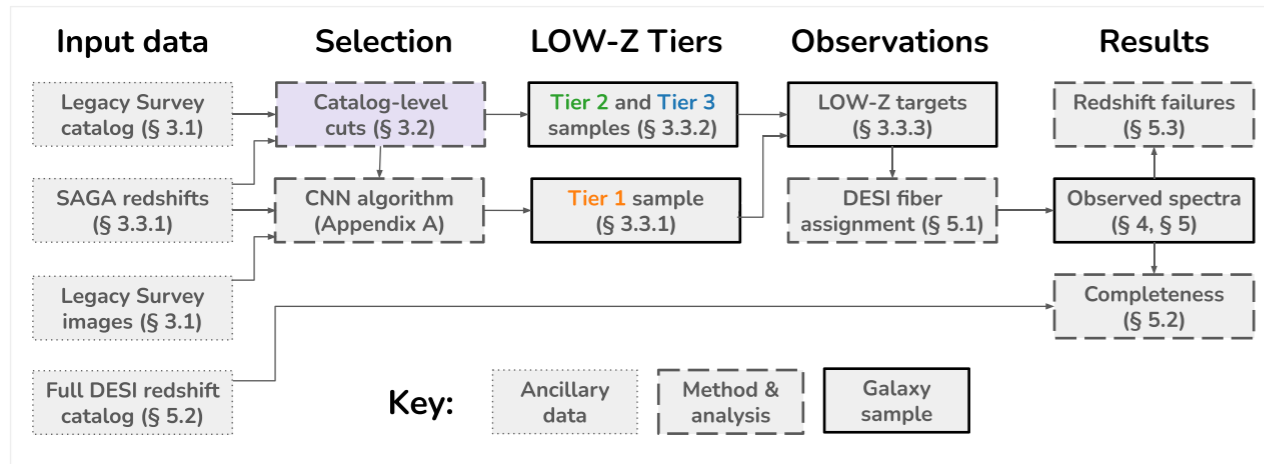 Input data
Selection
LOW-Z Tiers
Observations
Results
Legacy Survey
catalog (§ 3.1)
Catalog-level
cuts (§ 3.2)
Tier 2 and Tier 3
samples (§ 3.3.2)
LOW-Z targets
(§ 3.3.3)
Redshift failures
(§ 5.3)
SAGA redshifts
(§ 3.3.1)
CNN algorithm
(Appendix A)
Tier 1 sample
(§ 3.3.1)
DESI fiber
assignment (§ 5.1)
Observed spectra
(§ 4, § 5)
Legacy Survey
images (§ 3.1)
Completeness
(§ 5.2)
Full DESI redshift
catalog (§ 5.2)
Key:
Ancillary
data
Method &
analysis
Galaxy
sample